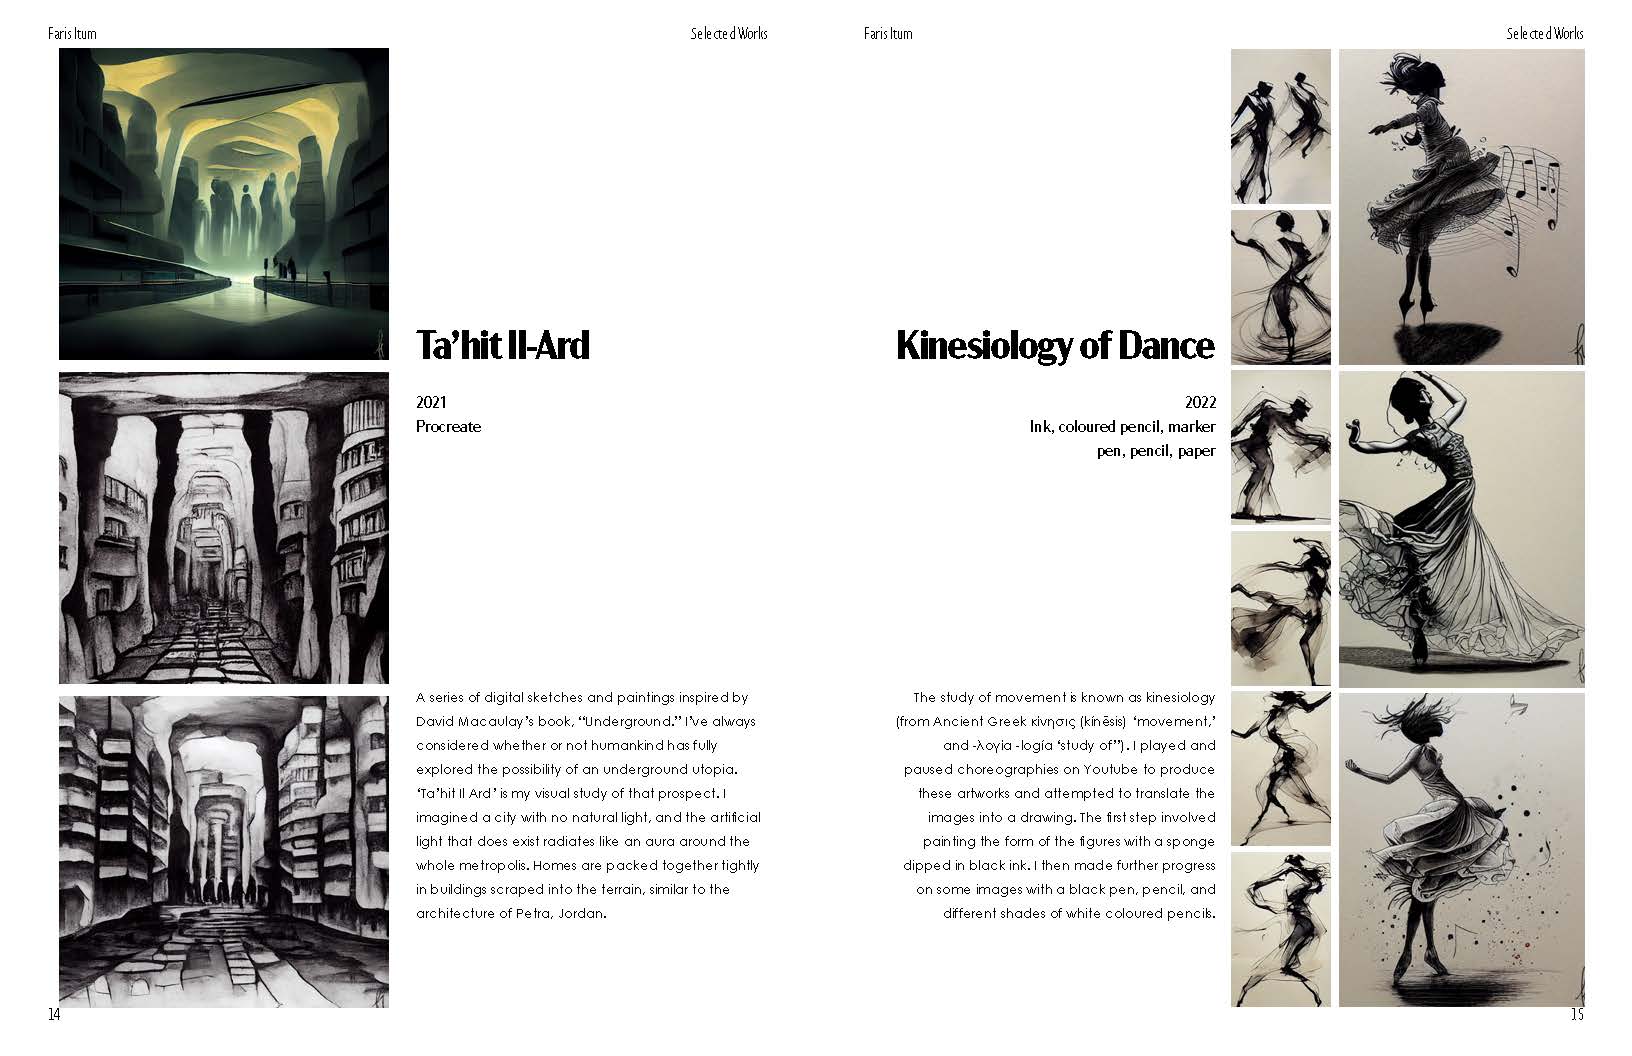 Faris Itum
Selected Works
Ta’hit Il-Ard
2021
Procreate
A series of digital sketches and paintings inspired by
David Macaulay’s book, “Underground.” I’ve always
considered whether or not humankind has fully
explored the possibility of an underground utopia.
‘Ta’hit Il Ard’ is my visual study of that prospect. I
imagined a city with no natural light, and the artificial
light that does exist radiates like an aura around the
whole metropolis. Homes are packed together tightly
in buildings scraped into the terrain, similar to the
architecture of Petra, Jordan.
14
Faris Itum
Selected Works
Kinesiology of Dance
2022
Ink, coloured pencil, marker
pen, pencil, paper
The study of movement is known as kinesiology
(from Ancient Greek κίνησις (kínēsis) ‘movement,’
and -λογία -logía ‘study of”). I played and
paused choreographies on Youtube to produce
these artworks and attempted to translate the
images into a drawing. The first step involved
painting the form of the figures with a sponge
dipped in black ink. I then made further progress
on some images with a black pen, pencil, and
different shades of white coloured pencils.
15